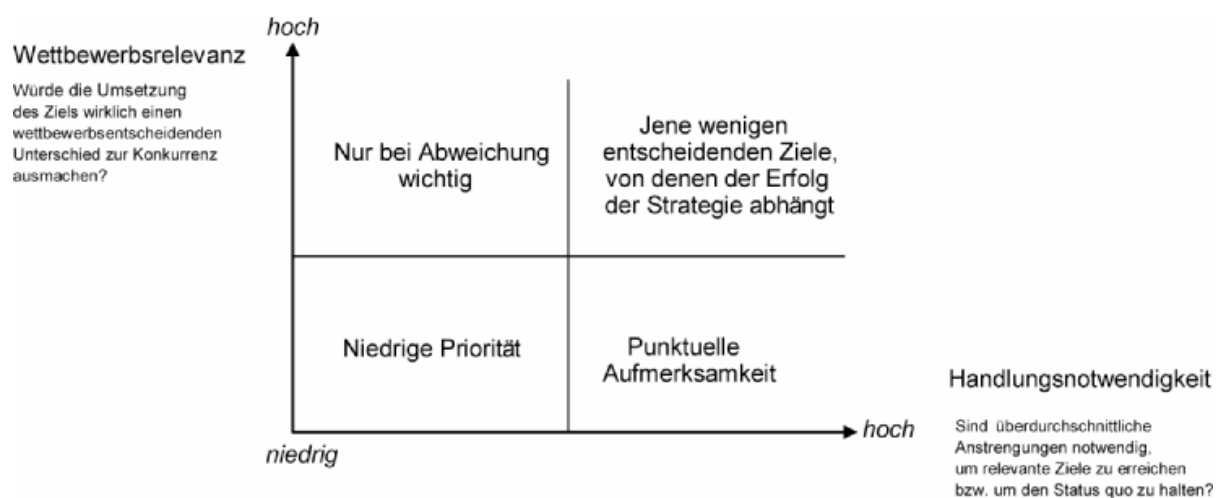 hoch
Wettbewerbsrelevanz
Würde die Umsetzung
des Ziels wirklich einen
wettbewerbsentscheidenden
Unterschied zur Konkurrenz
ausmachen?
Nur bei Abweichung
wichtig
Jene wenigen
entscheidenden Ziele,
von denen der Erfolg
der Strategie abhängt
Niedrige Priorität
Punktuelle
Aufmerksamkeit
niedrig
hoch
Handlungsnotwendigkeit
Sind überdurchschnittliche
Anstrengungen notwendig,
um relevante Ziele zu erreichen
bzw. um den Status quo zu halten?